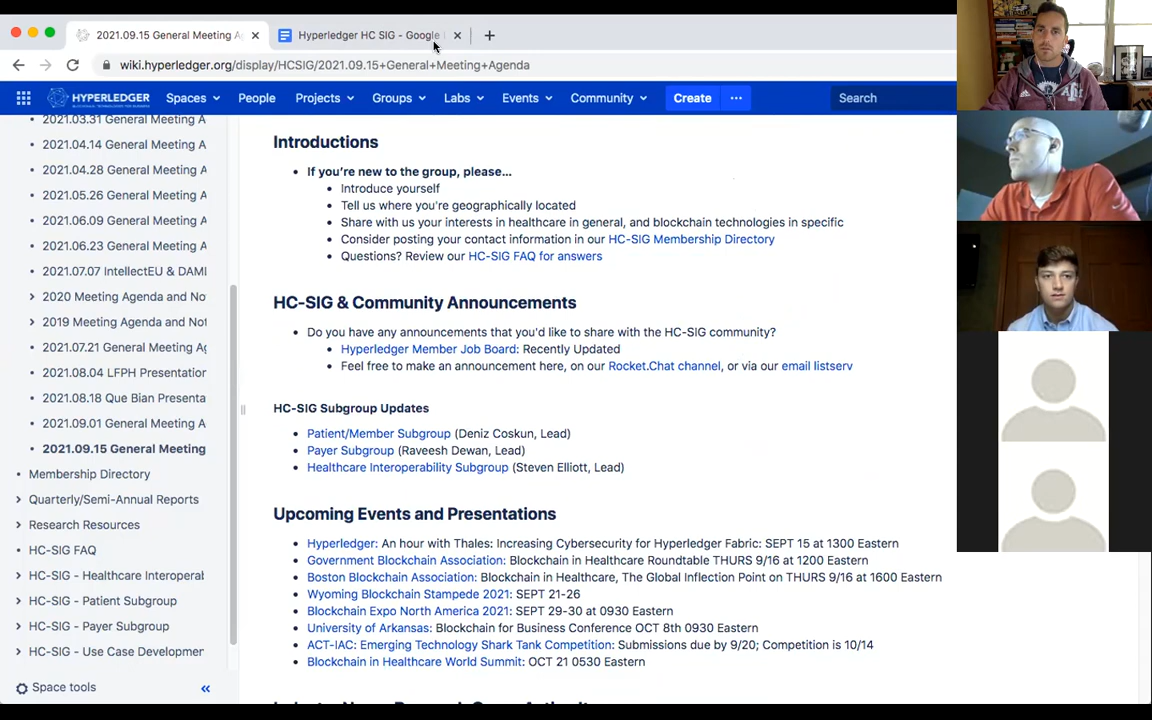 2021.09.15 General Meeting A
Hyperledger HC SIG - Google
wiki.hyperledger.org/display/HCSIG/2021.09.15+General+Meeting+Agenda
HYPERLEDGER
Spaces
People
Projects
Groups
Labs
Events
Community
Create
Search
2021.03.31 General Meeting A
2021.04.14 General Meeting A
2021.04.28 General Meeting A
2021.05.26 General Meeting A
2021.06.09 General Meeting A
2021.06.23 General Meeting A
2021.07.07 IntellectEU & DAML
2020 Meeting Agenda and Not
2019 Meeting Agenda and Not
2021.07.21 General Meeting Ag
2021.08.04 LFPH Presentation
2021.08.18 Que Bian Presenta
2021.09.01 General Meeting A
2021.09.15 General Meeting
Membership Directory
Quarterly/Semi-Annual Reports
Research Resources
HC-SIG FAQ
HC-SIG - Healthcare Interoperal
HC-SIG - Patient Subgroup
HC-SIG - Payer Subgroup
HC-SIG - Use Case Developmer
Space tools
Introductions
If you're new to the group, please...
Introduce yourself
Tell us where you're geographically located
Share with us your interests in healthcare in general, and blockchain technologies in specific
Consider posting your contact information in our HC-SIG Membership Directory
Questions? Review our HC-SIG FAQ for answers
HC-SIG & Community Announcements
Do you have any announcements that you'd like to share with the HC-SIG community?
Hyperledger Member Job Board: Recently Updated
Feel free to make an announcement here, on our Rocket.Chat channel, or via our email listserv
HC-SIG Subgroup Updates
Patient/Member Subgroup (Deniz Coskun, Lead)
Payer Subgroup (Raveesh Dewan, Lead)
Healthcare Interoperability Subgroup (Steven Elliott, Lead)
Upcoming Events and Presentations
Hyperledger: An hour with Thales: Increasing Cybersecurity for Hyperledger Fabric: SEPT 15 at 1300 Eastern
Government Blockchain Association: Blockchain in Healthcare Roundtable THURS 9/16 at 1200 Eastern
Boston Blockchain Association: Blockchain in Healthcare, The Global Inflection Point on THURS 9/16 at 1600 Eastern
Wyoming Blockchain Stampede 2021: SEPT 21-26
Blockchain Expo North America 2021: SEPT 29-30 at 0930 Eastern
University of Arkansas: Blockchain for Business Conference OCT 8th 0930 Eastern
ACT-IAC: Emerging Technology Shark Tank Competition: Submissions due by 9/20; Competition is 10/14
Blockchain in Healthcare World Summit: OCT 21 0530 Eastern